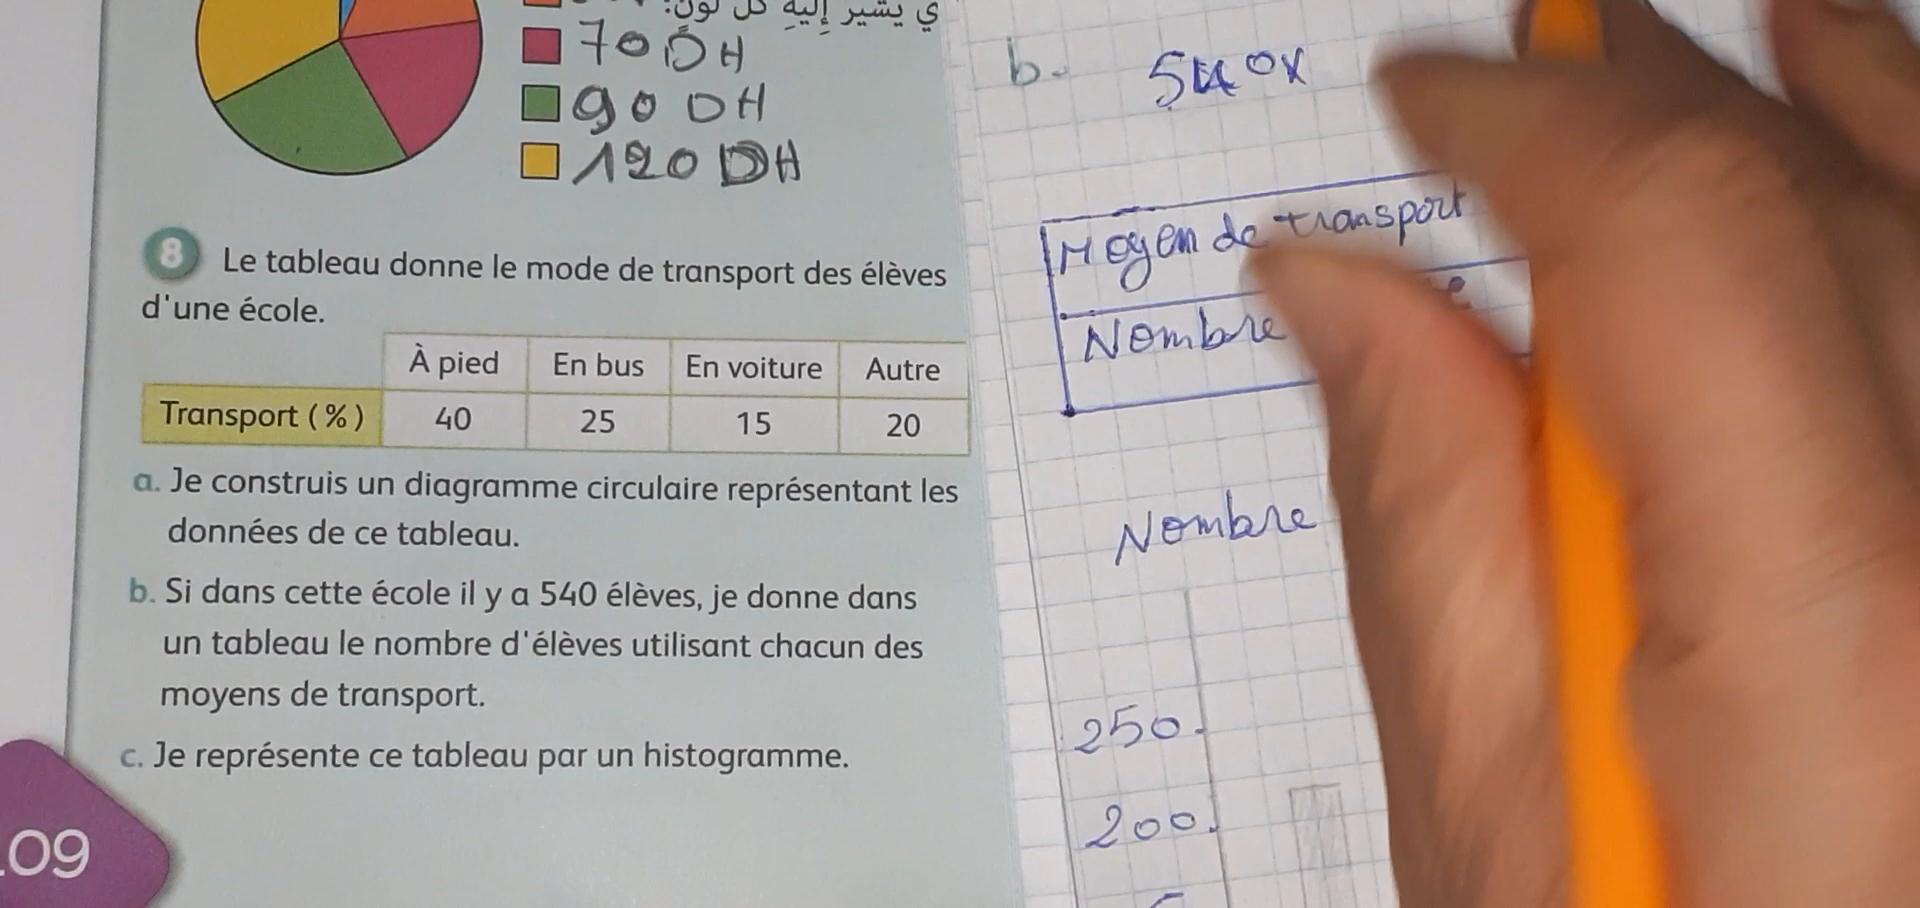 ي يشير إليه كل لون:
70 DH
90 DH
120 DH
8 Le tableau donne le mode de transport des élèves
d'une école.
À pied En bus En voiture Autre
Transport (%) 40 25 15 20
a. Je construis un diagramme circulaire représentant les
données de ce tableau.
b. Si dans cette école il y a 540 élèves, je donne dans
un tableau le nombre d'élèves utilisant chacun des
moyens de transport.
c. Je représente ce tableau par un histogramme.
09
b. 540x
Moyen de transport
Nombre
Nombre
250
200